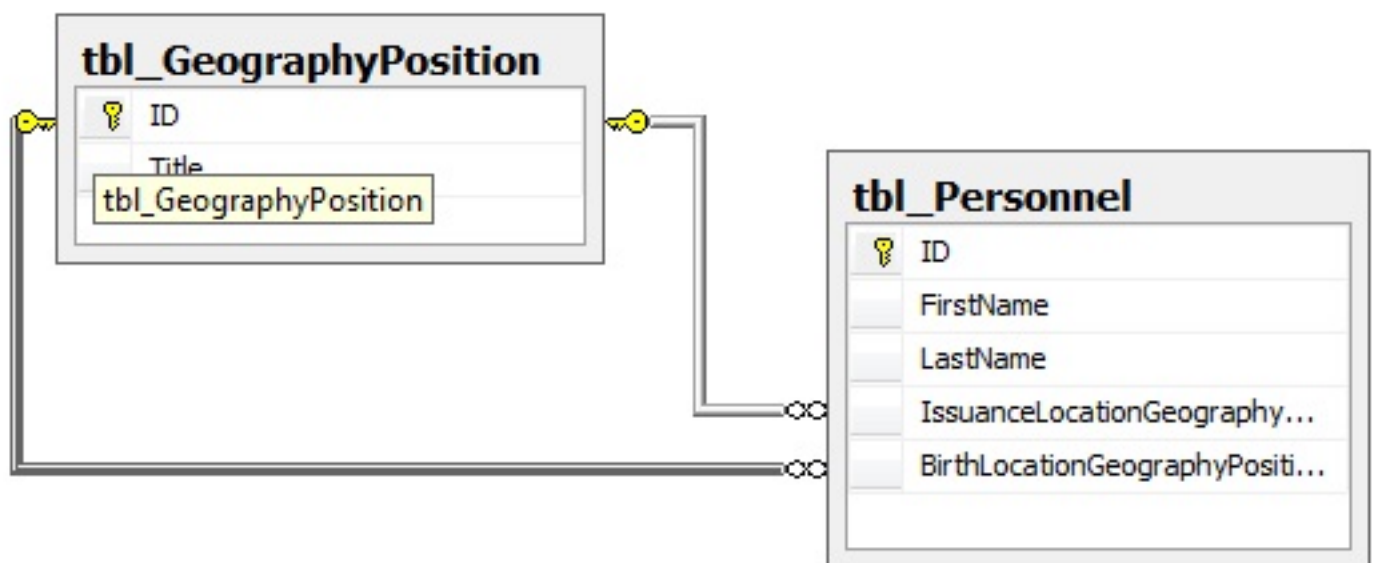 tbl_GeographyPosition
ID
Title
tbl_GeographyPosition
tbl_Personnel
ID
FirstName
LastName
IssuanceLocationGeography...
BirthLocationGeographyPositi...